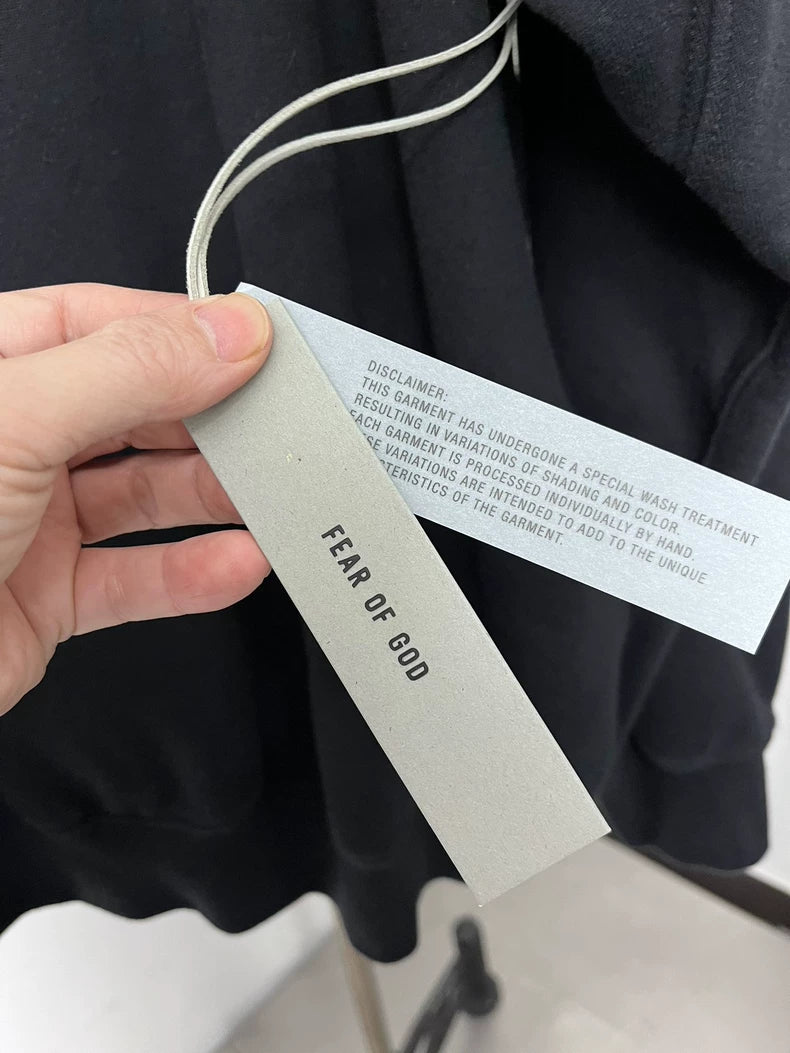 DISCLAIMER:
THIS GARMENT HAS UNDERGONE A SPECIAL WASH TREATMENT
RESULTING IN VARIATIONS OF SHADING AND COLOR.
EACH GARMENT IS PROCESSED INDIVIDUALLY BY HAND.
VARIATIONS ARE INTENDED TO ADD TO THE UNIQUE
OF THE GARMENT.
FEAR OF GOD